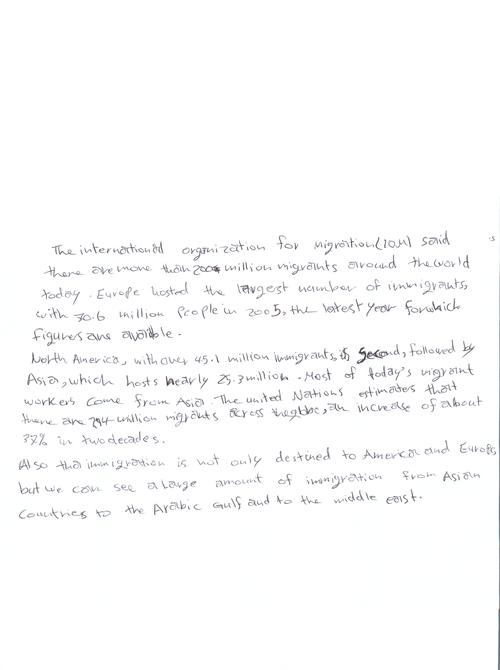 The international organization for migration (IOM) said
there are more than 200 million migrants around the world
today. Europe hosted the largest number of immigrants,
with 70.6 million people in 2005, the latest year for which
figures are available.
North America, with over 45.1 million immigrants, is second, followed by
Asia, which hosts nearly 25.3 million. Most of today's migrant
workers come from Asia. The united Nations estimates that
there are 214 million migrants across the globe, an increase of about
37% in two decades.
Also this immigration is not only destined to America and Europe
but we can see a large amount of immigration from Asian
Countries to the Arabic Gulf and to the middle east.